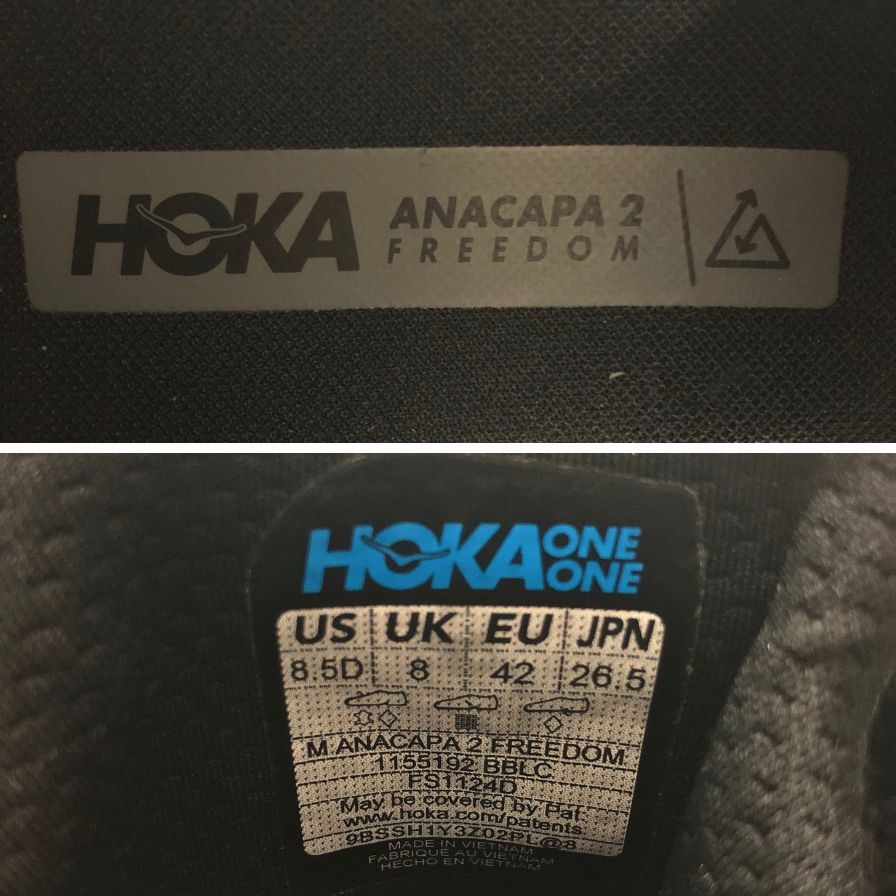 HOKA ANACAPA 2
FREEDOM
HOKA ONE
ONE
US UK EU JPN
8.5D 8 42 26.5
M ANACAPA 2 FREEDOM
1155192 BBLC
FS1124D
May be covered by Pat.
www.hoka.com/patents
9BSSH1Y3Z02PL@8
MADE IN VIETNAM
FABRIQUE AU VIETNAM
HECHO EN VIETNAM